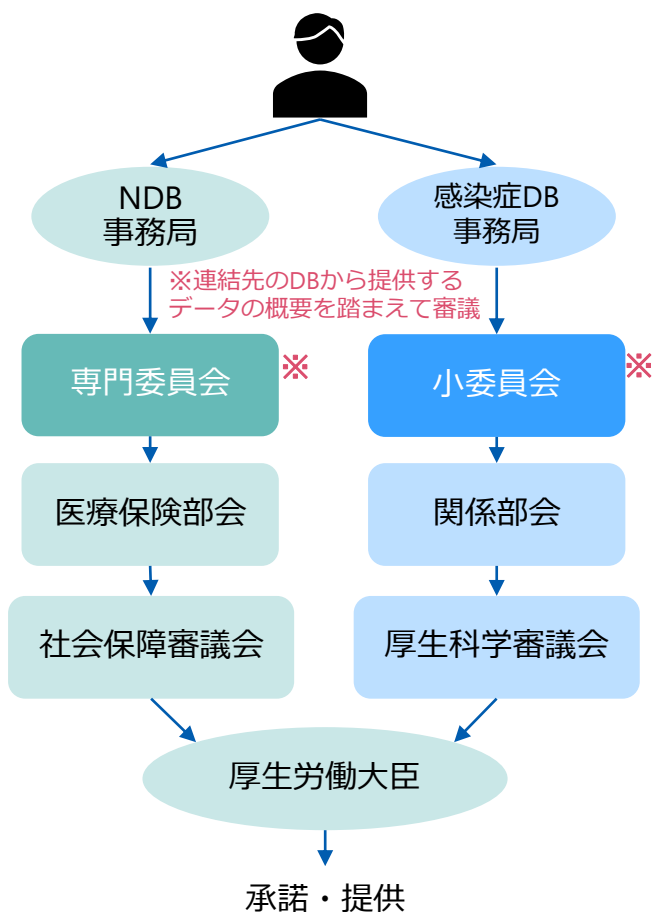 NDB
事務局
感染症DB
事務局
※連結先のDBから提供する
データの概要を踏まえて審議
専門委員会
※
小委員会
※
医療保険部会
関係部会
社会保障審議会
厚生科学審議会
厚生労働大臣
承諾・提供